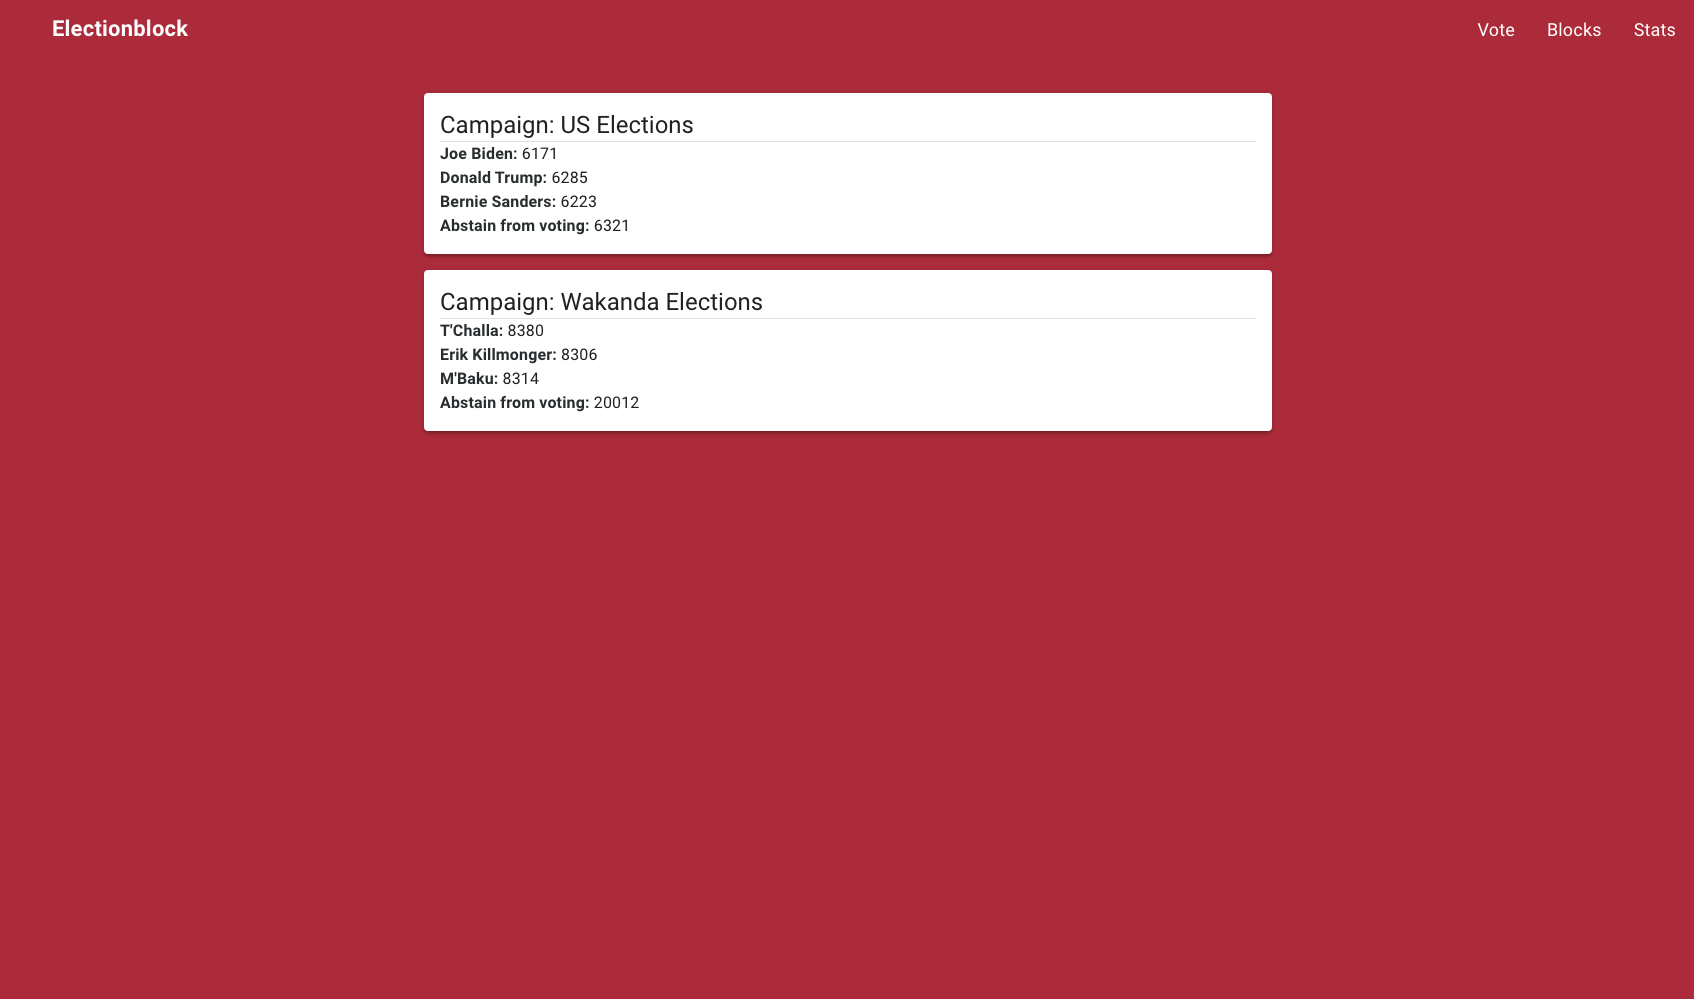 Electionblock
Vote Blocks Stats
Campaign: US Elections
Joe Biden: 6171
Donald Trump: 6285
Bernie Sanders: 6223
Abstain from voting: 6321
Campaign: Wakanda Elections
T'Challa: 8380
Erik Killmonger: 8306
M'Baku: 8314
Abstain from voting: 20012